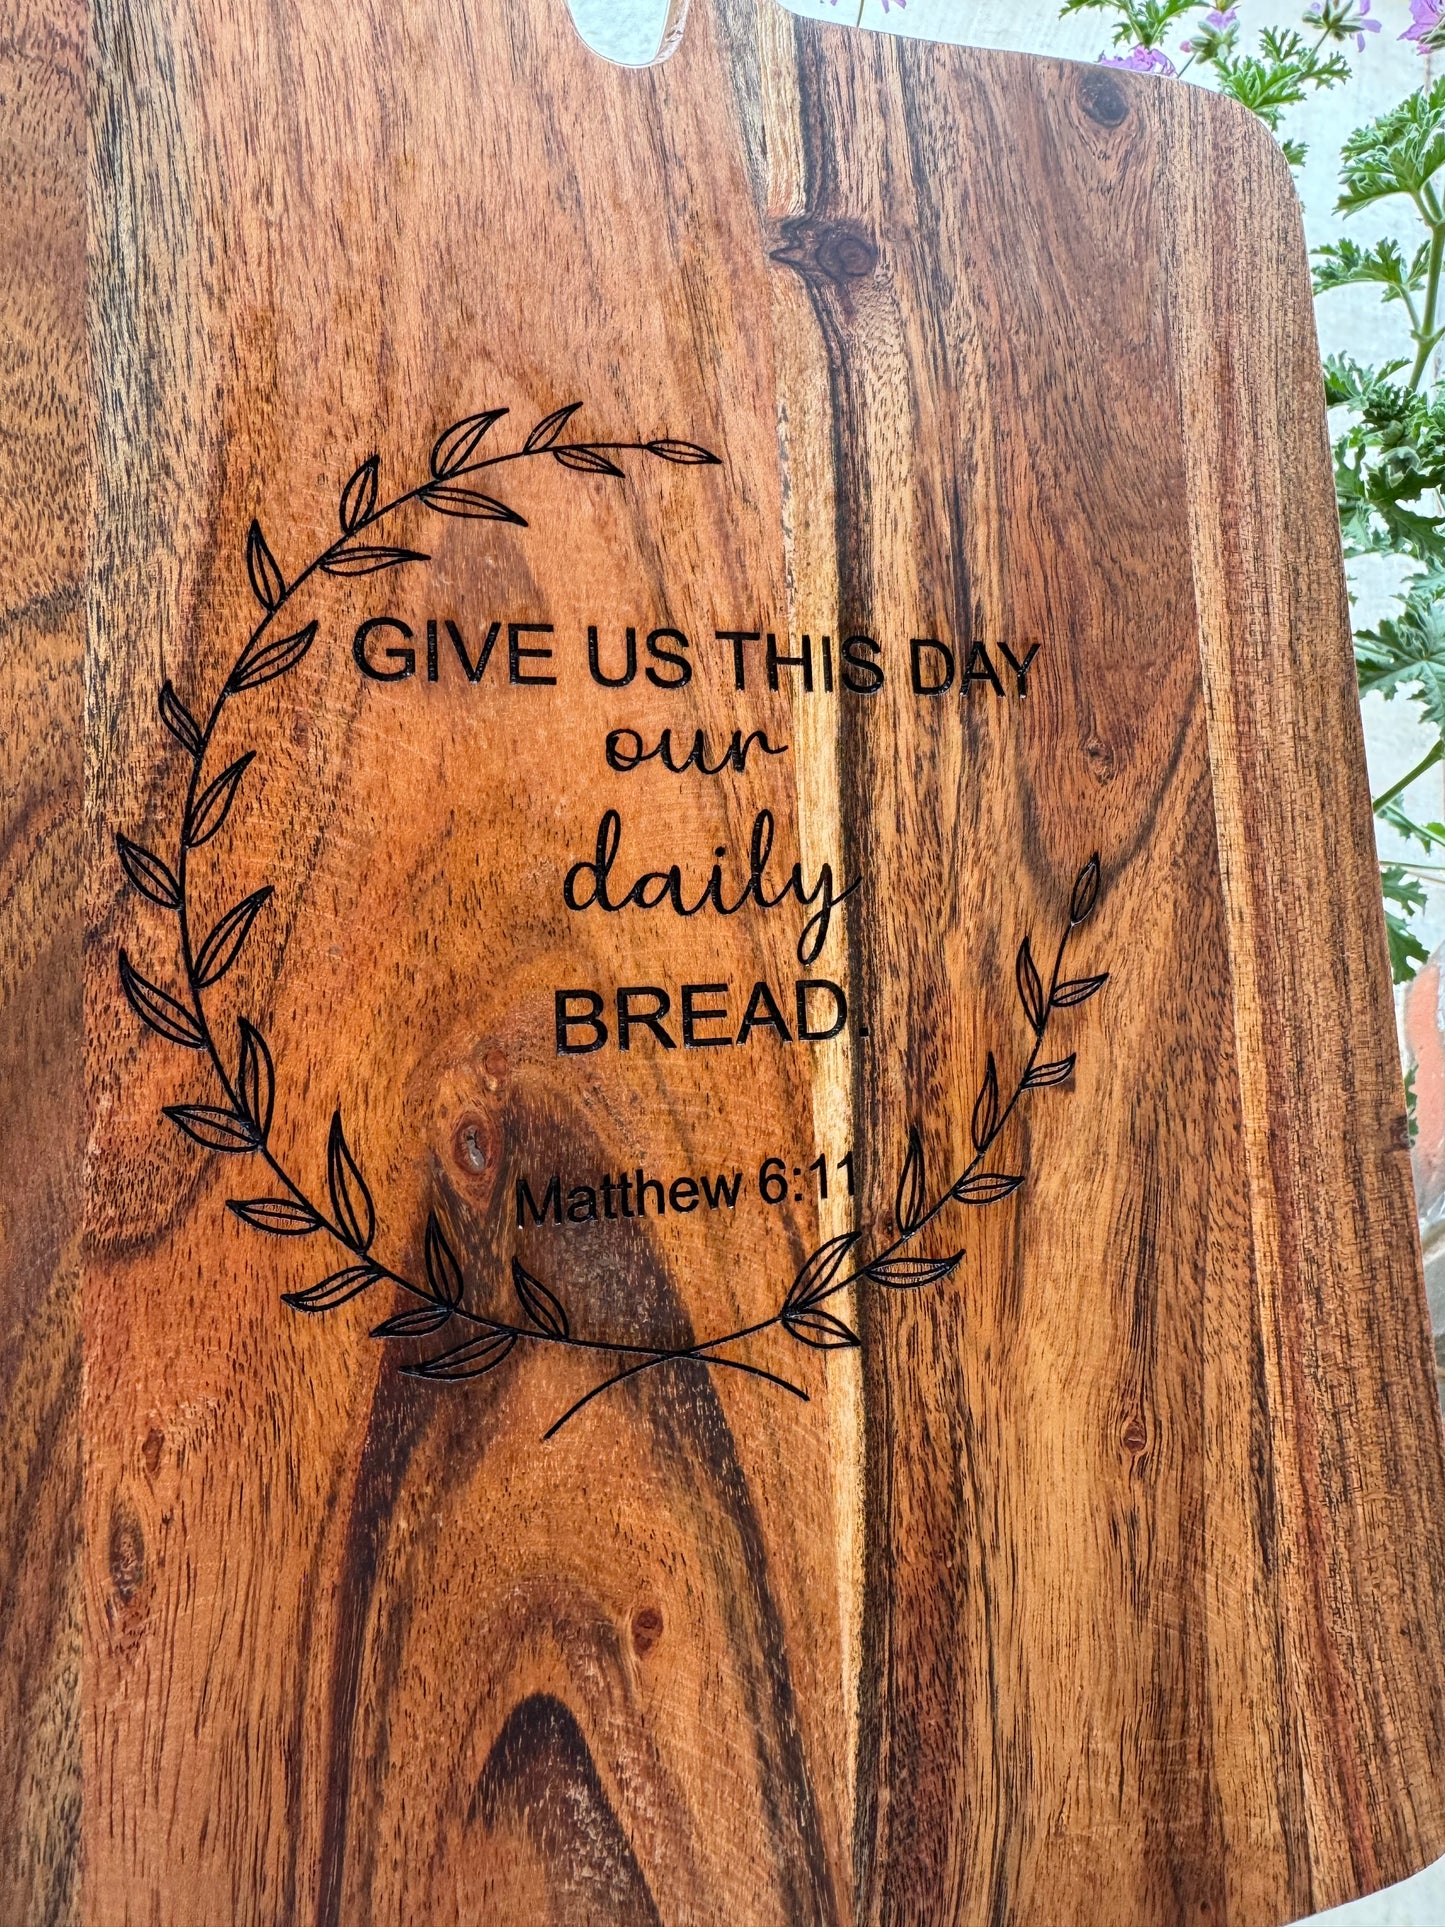 GIVE US THIS DAY
our
daily
BREAD.
Matthew 6:11